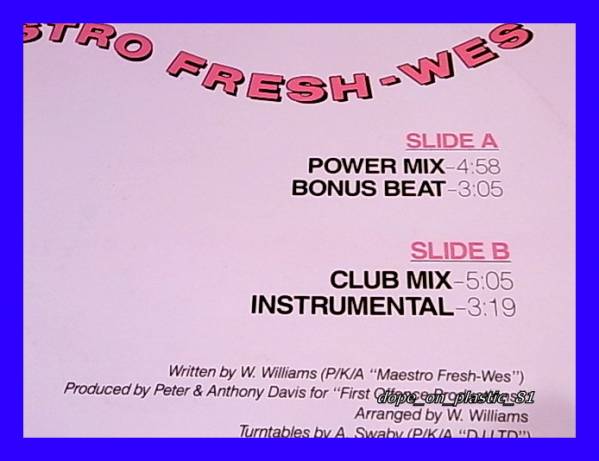 STRO FRESH-WES
SLIDE A
POWER MIX-4:58
BONUS BEAT-3:05
SLIDE B
CLUB MIX-5:05
INSTRUMENTAL-3:19
Written by W. Williams (P/K/A "Maestro Fresh-Wes")
Produced by Peter & Anthony Davis for "First Offence Productions"
dope_on_plastic_81
Arranged by W. Williams
Turntables by A. Swaby (P/K/A "DJ LTD")